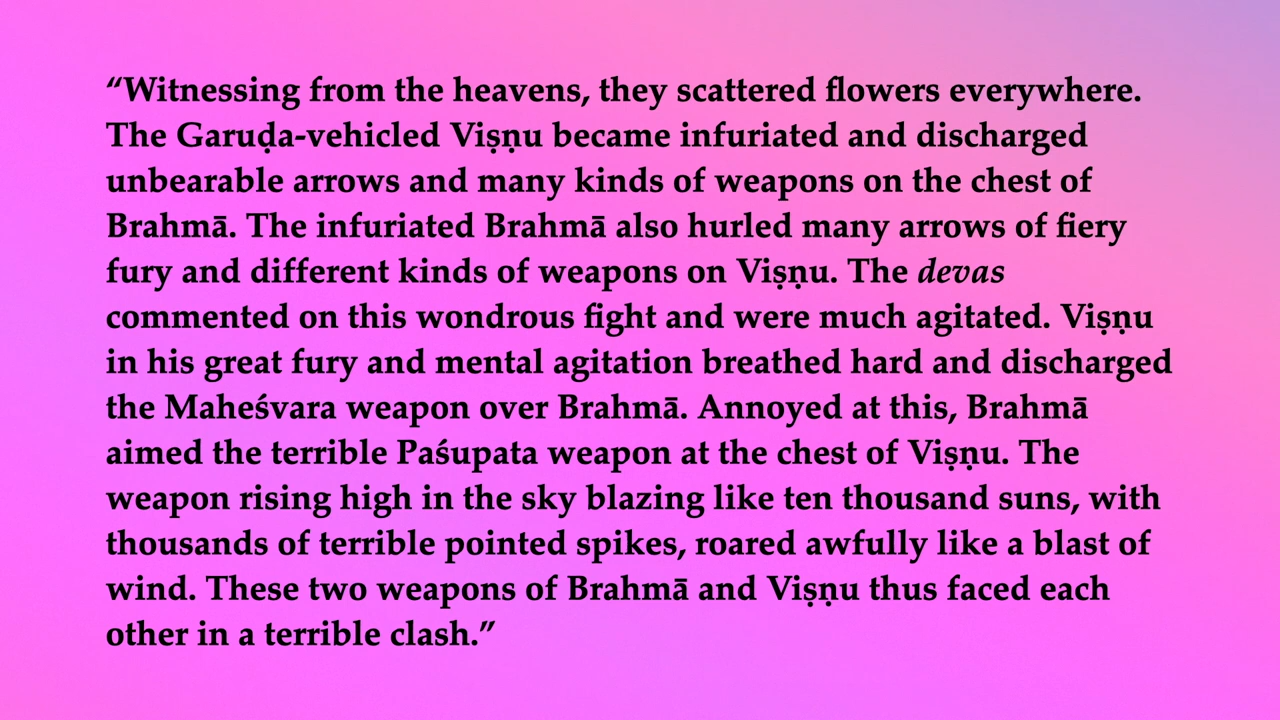 “Witnessing from the heavens, they scattered flowers everywhere.
The Garuḍa-vehicled Viṣṇu became infuriated and discharged
unbearable arrows and many kinds of weapons on the chest of
Brahmā. The infuriated Brahmā also hurled many arrows of fiery
fury and different kinds of weapons on Viṣṇu. The devas
commented on this wondrous fight and were much agitated. Viṣṇu
in his great fury and mental agitation breathed hard and discharged
the Maheśvara weapon over Brahmā. Annoyed at this, Brahmā
aimed the terrible Paśupata weapon at the chest of Viṣṇu. The
weapon rising high in the sky blazing like ten thousand suns, with
thousands of terrible pointed spikes, roared awfully like a blast of
wind. These two weapons of Brahmā and Viṣṇu thus faced each
other in a terrible clash.”